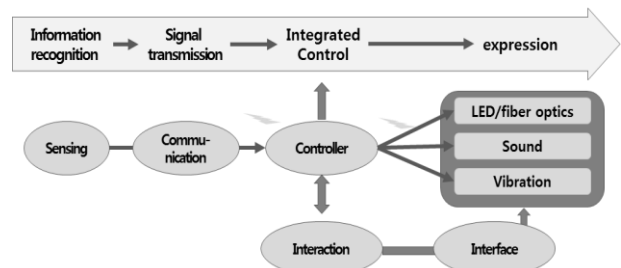 Information
recognition
Signal
transmission
Integrated
Control
expression
LED/fiber optics
Sensing
Commu-
nication
Controller
Sound
Vibration
Interaction
Interface